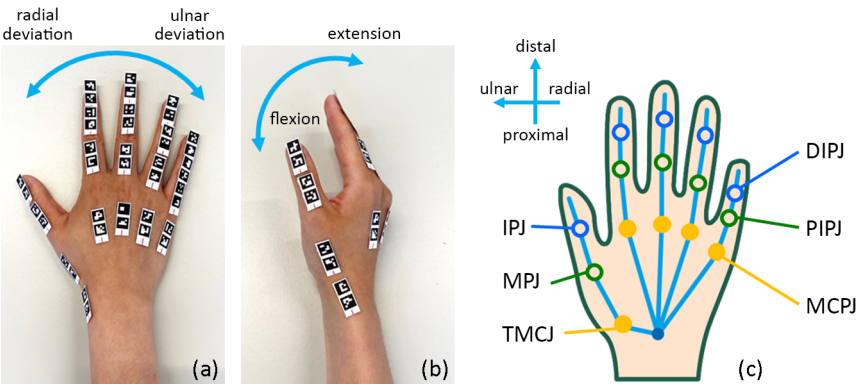 radial
deviation
ulnar
deviation
(a)
extension
flexion
(b)
distal
ulnar
radial
proximal
DIPJ
PIPJ
MCPJ
IPJ
MPJ
TMCJ
(c)